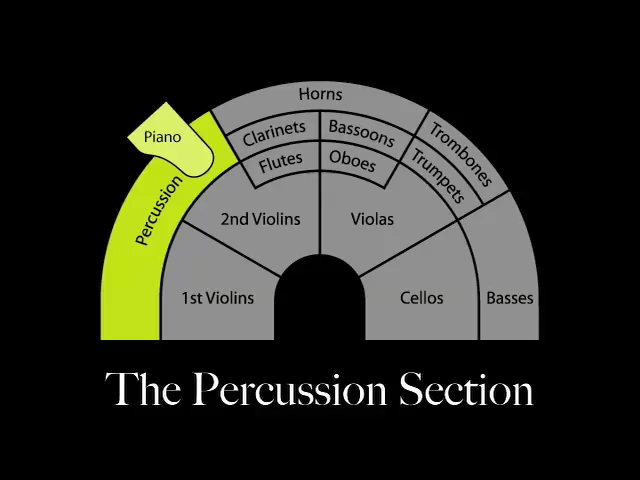 Horns
Clarinets
Bassoons
Trombones
Piano
Flutes
Oboes
Trumpets
Percussion
2nd Violins
Violas
1st Violins
Cellos
Basses
The Percussion Section